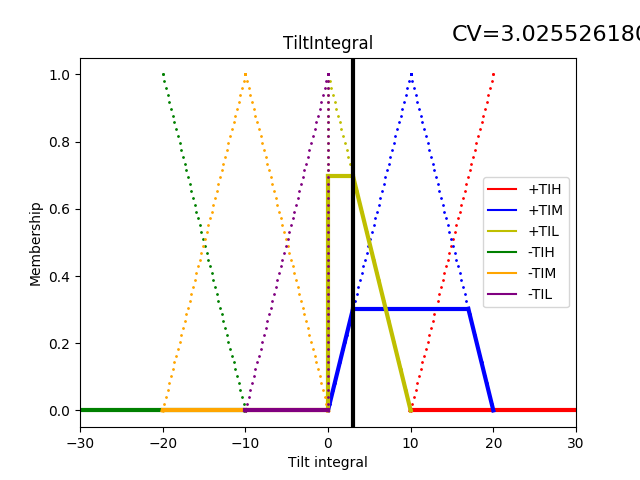 CV=3.025526180
TiltIntegral
Membership
1.0
0.8
0.6
0.4
0.2
0.0
+TIH
+TIM
+TIL
-TIH
-TIM
-TIL
−30 −20 −10 0 10 20 30
Tilt integral